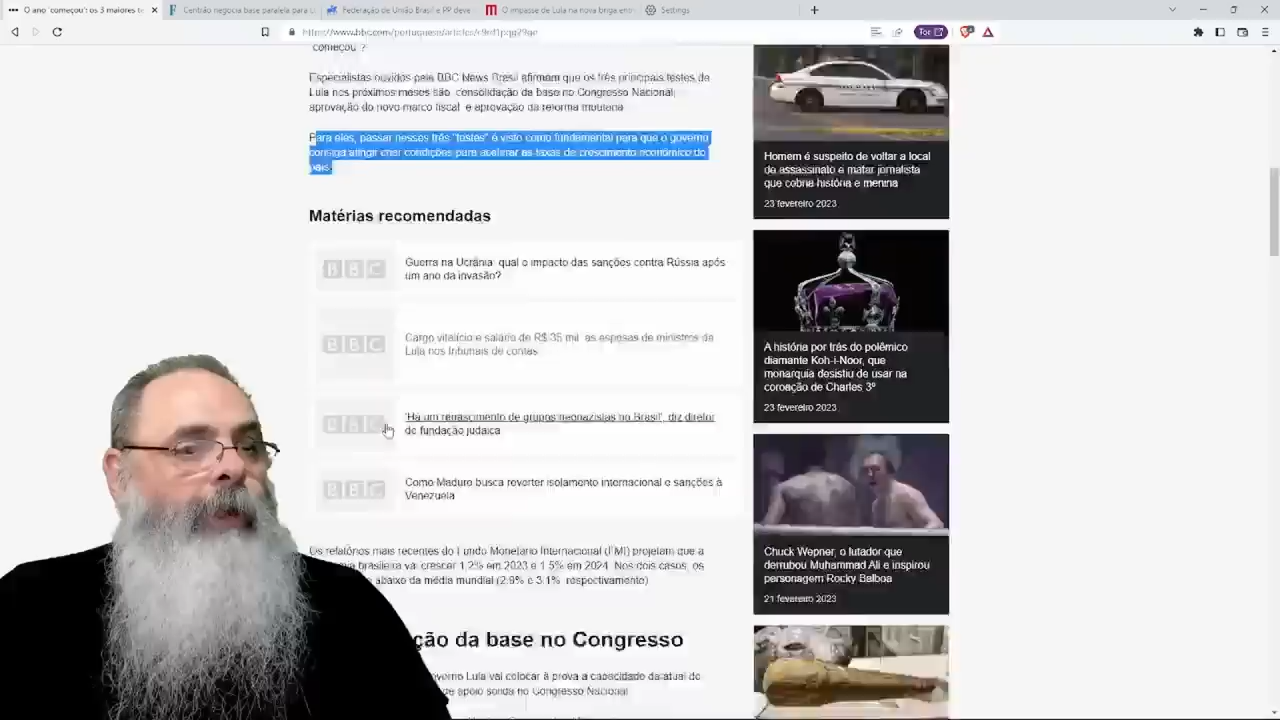 O ano 'começou': os 3 maiores te
Centrão negocia base paralela para L
Federação de União Brasil e PP deve
O impasse de Lula na nova briga entr
Settings
Tor
começou"?
Especialistas ouvidos pela BBC News Brasil afirmam que os três principais testes de
Lula nos próximos meses são: consolidação da base no Congresso Nacional,
aprovação do novo marco fiscal e aprovação da reforma tributária
Para eles, passar nesses três "testes" é visto como fundamental para que o governo
consiga atingir criar condições para acelerar as taxas de crescimento econômico do
país.
Matérias recomendadas
BBC
Guerra na Ucrânia: qual o impacto das sanções contra Rússia após
um ano da invasão?
BBC
Cargo vitalício e salário de R$ 35 mil: as esposas de ministros de
Lula nos tribunais de contas
BBC
'Há um renascimento de grupos neonazistas no Brasil', diz diretor
de fundação judaica
BBC
Como Maduro busca reverter isolamento internacional e sanções à
Venezuela
Os relatórios mais recentes do Fundo Monetário Internacional (FMI) projetam que a
brasileira vai crescer 1,2% em 2023 e 1,5% em 2024. Nos dois casos, os
abaixo da média mundial (2,9% e 3,1%, respectivamente)
ção da base no Congresso
verno Lula vai colocar à prova a capacidade da atual de
de apoio sólida no Congresso Nacional
Homem é suspeito de voltar a local
de assassinato e matar jornalista
que cobria história e menina
23 fevereiro 2023
A história por trás do polêmico
diamante Koh-i-Noor, que
monarquia desistiu de usar na
coroação de Charles 3º
23 fevereiro 2023
Chuck Wepner, o lutador que
derrubou Muhammad Ali e inspirou
personagem Rocky Balboa
21 fevereiro 2023